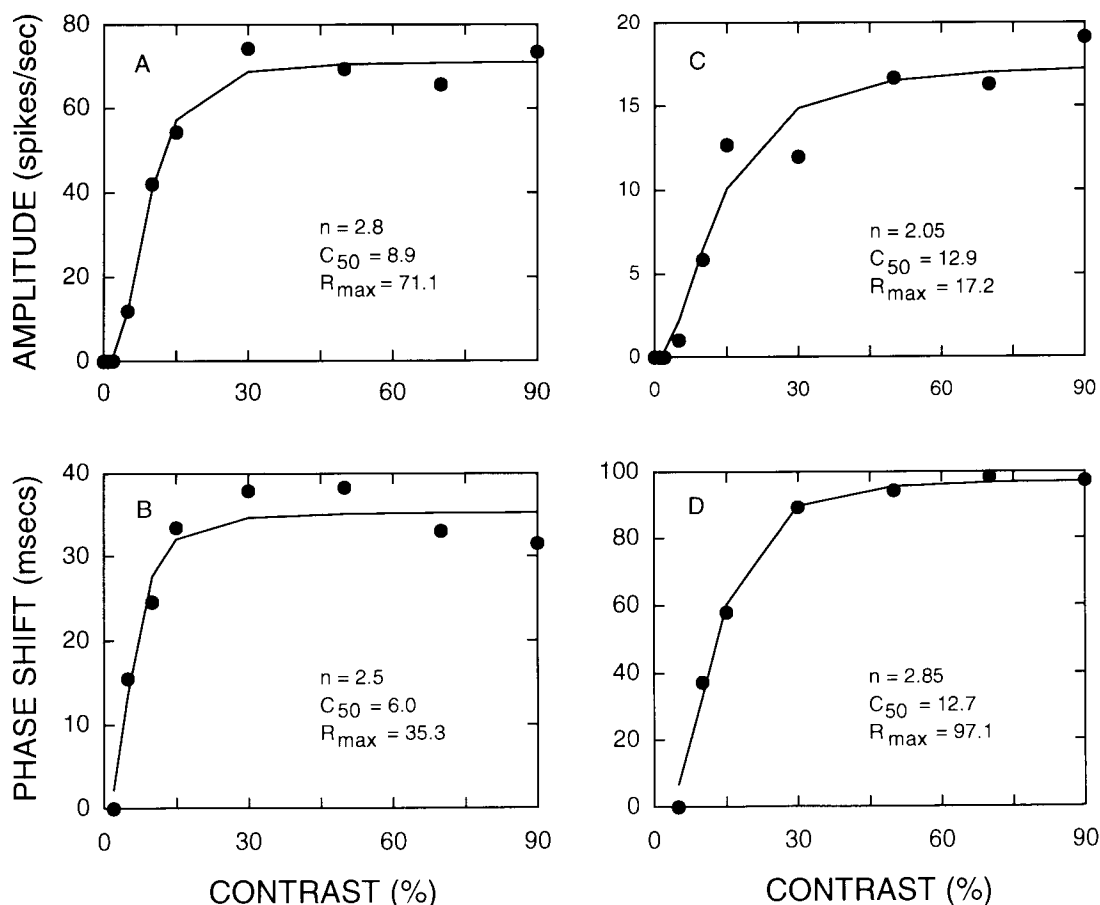 AMPLITUDE (spikes/sec)
80
60
40
20
0
A
n = 2.8
C50 = 8.9
Rmax = 71.1
0 30 60 90
20
15
10
5
0
C
n = 2.05
C50 = 12.9
Rmax = 17.2
0 30 60 90
PHASE SHIFT (msecs)
40
30
20
10
0
B
n = 2.5
C50 = 6.0
Rmax = 35.3
0 30 60 90
CONTRAST (%)
100
80
60
40
20
0
D
n = 2.85
C50 = 12.7
Rmax = 97.1
0 30 60 90
CONTRAST (%)